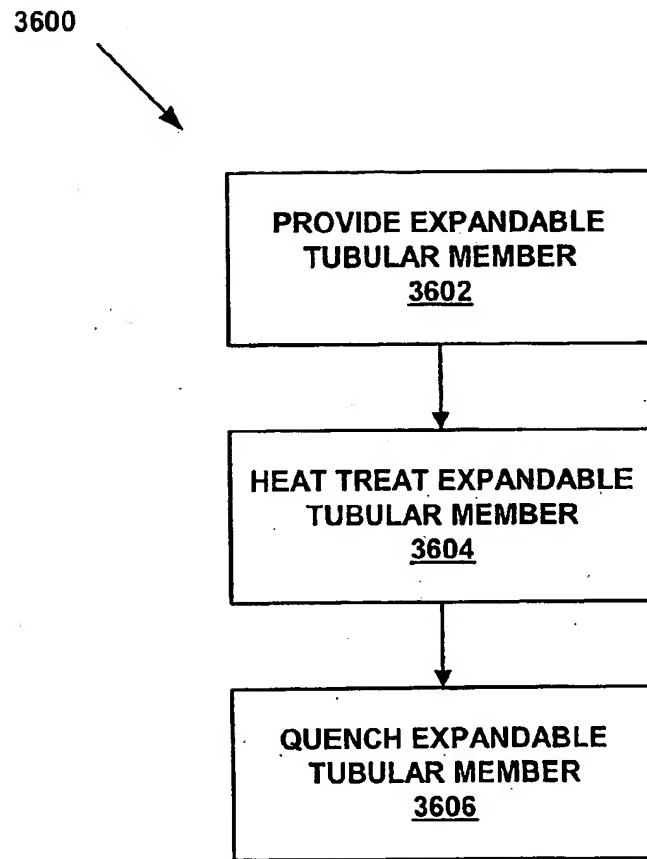 3600
PROVIDE EXPANDABLE
TUBULAR MEMBER
3602
HEAT TREAT EXPANDABLE
TUBULAR MEMBER
3604
QUENCH EXPANDABLE
TUBULAR MEMBER
3606